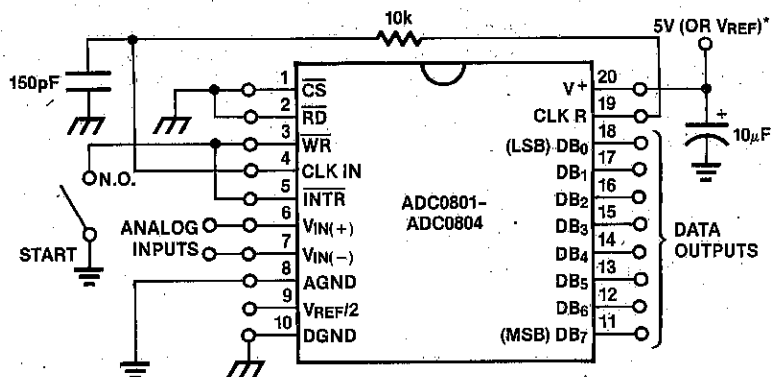 10k
5V (OR VREF)*
150pF
1 CS
2 RD
3 WR
4 CLK IN
5 INTR
6 VIN(+)
7 VIN(−)
8 AGND
9 VREF/2
10 DGND
N.O.
START
ANALOG
INPUTS
ADC0801-
ADC0804
V+ 20
CLK R 19
(LSB) DB0 18
DB1 17
DB2 16
DB3 15
DB4 14
DB5 13
DB6 12
(MSB) DB7 11
+
10µF
DATA
OUTPUTS